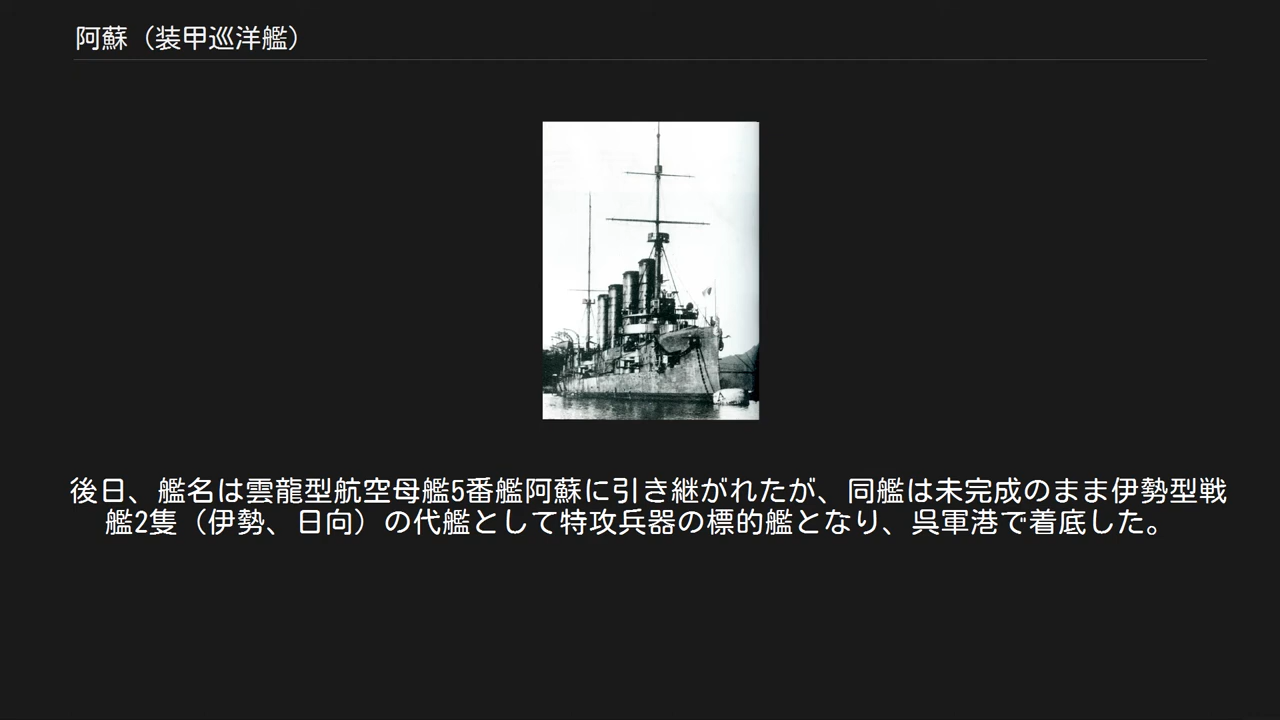 阿蘇（装甲巡洋艦）
後日、艦名は雲龍型航空母艦5番艦阿蘇に引き継がれたが、同艦は未完成のまま伊勢型戦
艦2隻（伊勢、日向）の代艦として特攻兵器の標的艦となり、呉軍港で着底した。